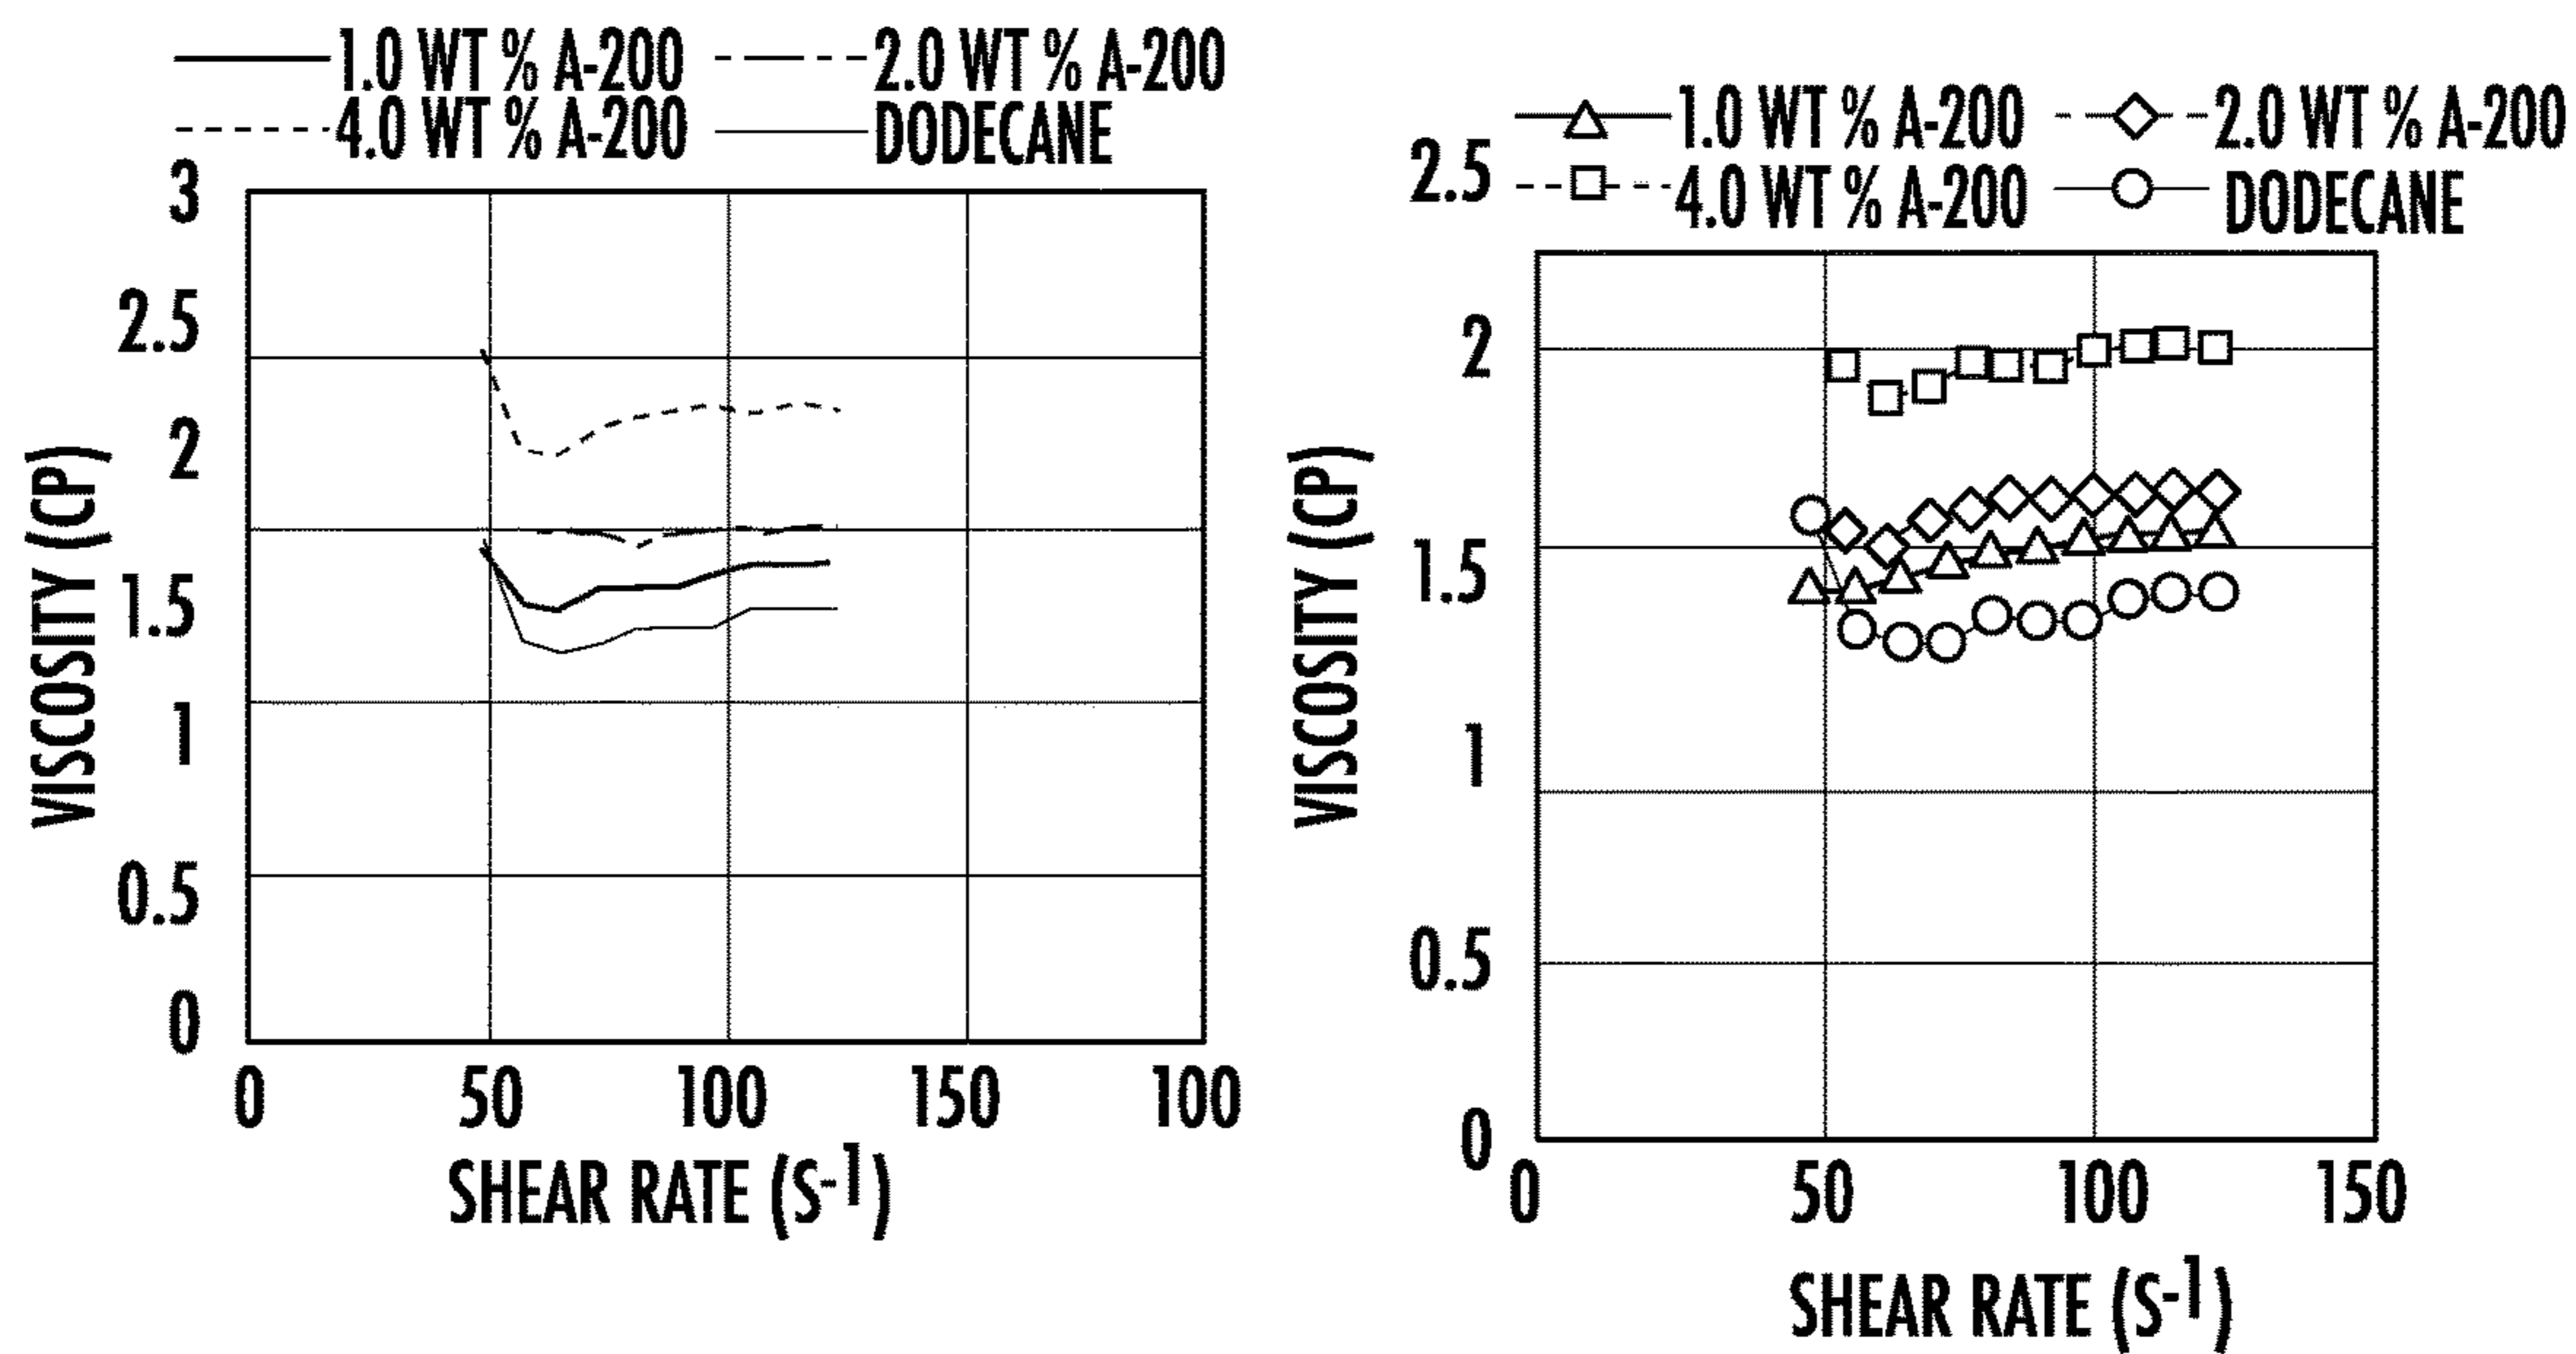 1.0 WT % A-200 2.0 WT % A-200
4.0 WT % A-200 DODECANE
3
2.5
2
1.5
1
0.5
0
VISCOSITY (CP)
0 50 100 150 100
SHEAR RATE (S-1)
1.0 WT % A-200 2.0 WT % A-200
4.0 WT % A-200 DODECANE
2.5
2
1.5
1
0.5
0
VISCOSITY (CP)
0 50 100 150
SHEAR RATE (S-1)